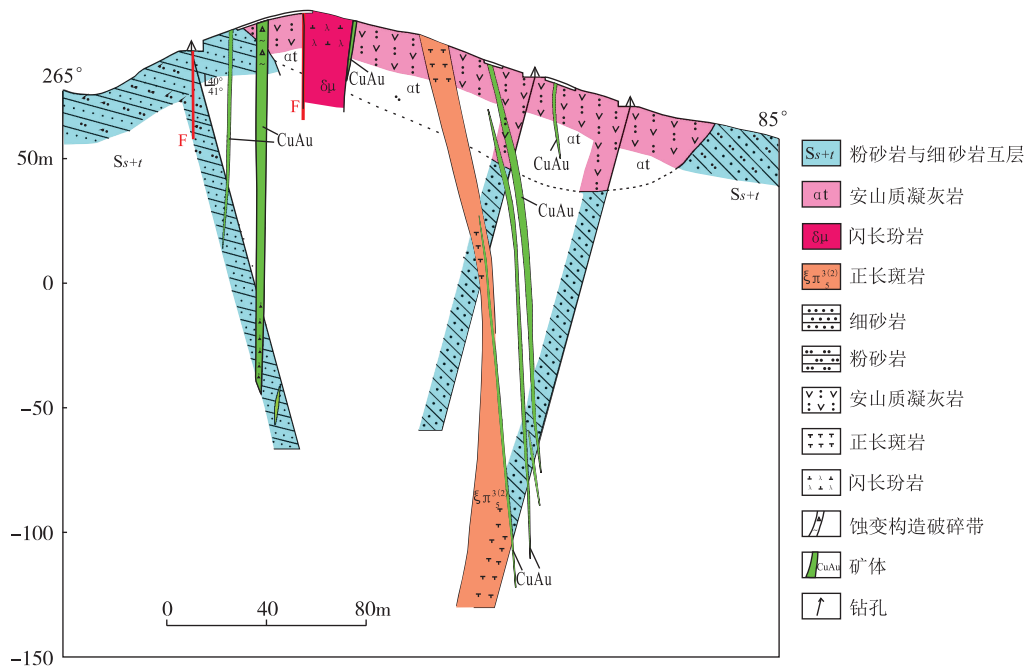 265°
85°
50m
0
−50
−100
−150
40°
41°
F
F
αt
δμ
CuAu
αt
CuAu
Ss+t
CuAu
αt
αt
CuAu
Ss+t
ξπ₅³⁽²⁾
CuAu
0 40 80m
Ss+t 粉砂岩与细砂岩互层
αt 安山质凝灰岩
δμ 闪长玢岩
ξπ₅³⁽²⁾ 正长斑岩
细砂岩
粉砂岩
安山质凝灰岩
正长斑岩
闪长玢岩
蚀变构造破碎带
CuAu 矿体
钻孔